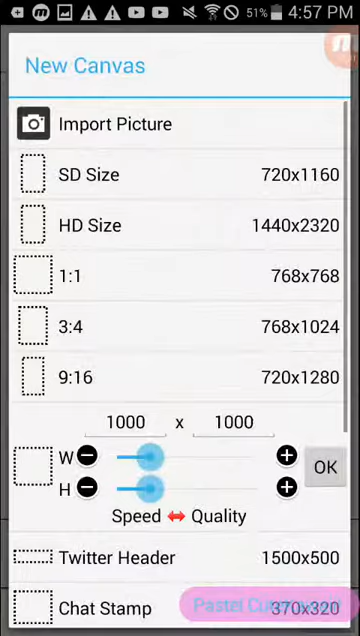 51% 4:57 PM
New Canvas
Import Picture
SD Size 720x1160
HD Size 1440x2320
1:1 768x768
3:4 768x1024
9:16 720x1280
1000 x 1000
W
H
OK
Speed Quality
Twitter Header 1500x500
Chat Stamp 370x320
Pastel